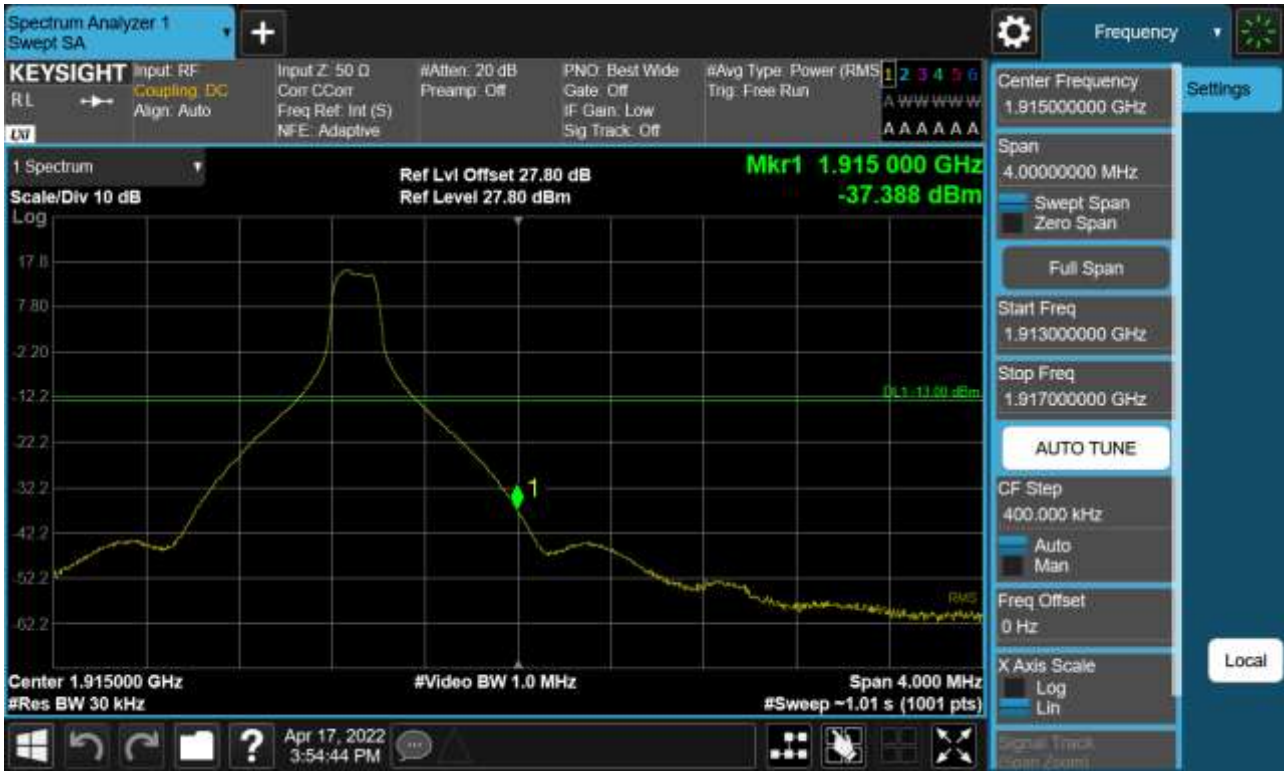 Spectrum Analyzer 1
Swept SA
+
Frequency
KEYSIGHT
RL
Input: RF
Coupling: DC
Align: Auto
Input Z: 50 Ω
Corr CCorr
Freq Ref: Int (S)
NFE: Adaptive
#Atten: 20 dB
Preamp: Off
PNO: Best Wide
Gate: Off
IF Gain: Low
Sig Track: Off
#Avg Type: Power (RMS
Trig: Free Run
1 2 3 4 5 6
A W W W W W
A A A A A A
1 Spectrum
Scale/Div 10 dB
Log
Ref Lvl Offset 27.80 dB
Ref Level 27.80 dBm
Mkr1 1.915 000 GHz
-37.388 dBm
17.8
7.80
-2.20
-12.2
-22.2
-32.2
-42.2
-52.2
-62.2
DL1 -13.00 dBm
1
RMS
Center 1.915000 GHz
#Res BW 30 kHz
#Video BW 1.0 MHz
Span 4.000 MHz
#Sweep ~1.01 s (1001 pts)
Center Frequency
1.915000000 GHz
Settings
Span
4.00000000 MHz
Swept Span
Zero Span
Full Span
Start Freq
1.913000000 GHz
Stop Freq
1.917000000 GHz
AUTO TUNE
CF Step
400.000 kHz
Auto
Man
Freq Offset
0 Hz
X Axis Scale
Log
Lin
Signal Track
(Span Zoom)
Local
?
Apr 17, 2022
3:54:44 PM